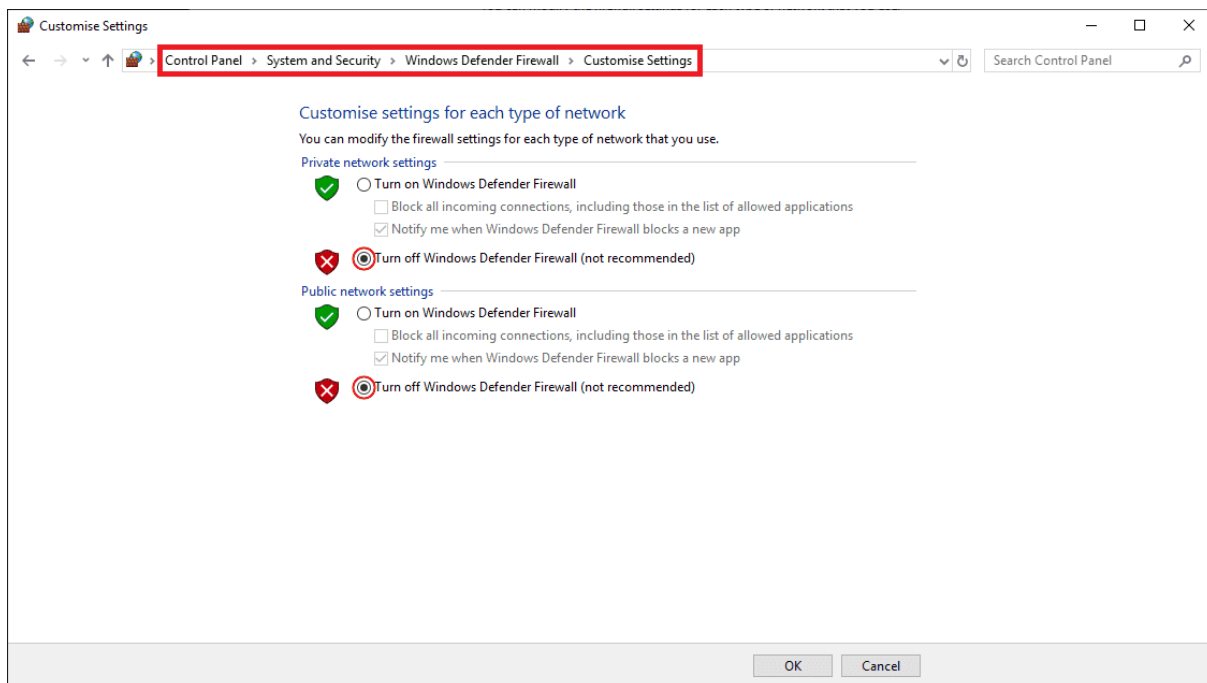 Customise Settings
Control Panel > System and Security > Windows Defender Firewall > Customise Settings
Search Control Panel
Customise settings for each type of network
You can modify the firewall settings for each type of network that you use.
Private network settings
Turn on Windows Defender Firewall
Block all incoming connections, including those in the list of allowed applications
Notify me when Windows Defender Firewall blocks a new app
Turn off Windows Defender Firewall (not recommended)
Public network settings
Turn on Windows Defender Firewall
Block all incoming connections, including those in the list of allowed applications
Notify me when Windows Defender Firewall blocks a new app
Turn off Windows Defender Firewall (not recommended)
OK Cancel